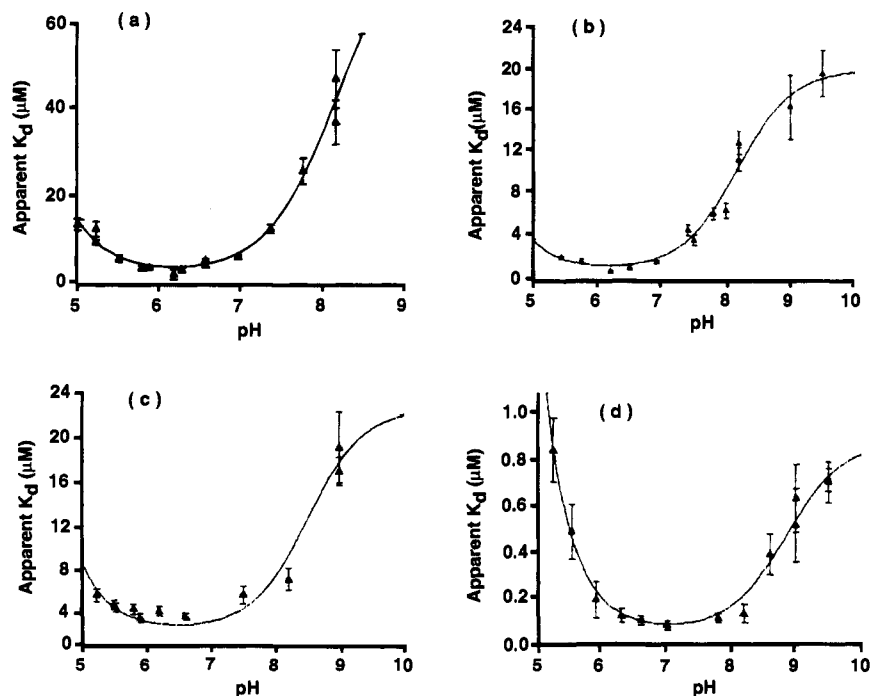 ( a )
Apparent Kd (μM)
60
40
20
0
5 6 7 8 9
pH
( b )
Apparent Kd(μM)
24
20
16
12
8
4
0
5 6 7 8 9 10
pH
( c )
Apparent Kd (μM)
24
20
16
12
8
4
0
5 6 7 8 9 10
pH
( d )
Apparent Kd (μM)
1.0
0.8
0.6
0.4
0.2
0.0
5 6 7 8 9 10
pH